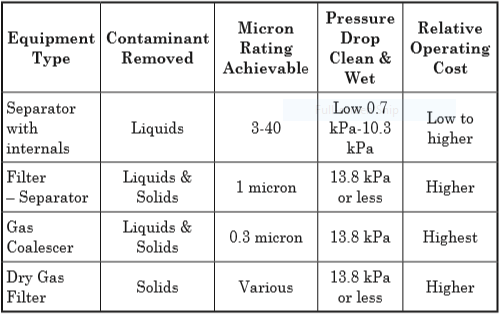 Equipment Type | Contaminant Removed | Micron Rating Achievable | Pressure Drop Clean & Wet | Relative Operating Cost
Separator with internals | Liquids | 3-40 | Low 0.7 kPa-10.3 kPa | Low to higher
Filter – Separator | Liquids & Solids | 1 micron | 13.8 kPa or less | Higher
Gas Coalescer | Liquids & Solids | 0.3 micron | 13.8 kPa | Highest
Dry Gas Filter | Solids | Various | 13.8 kPa or less | Higher